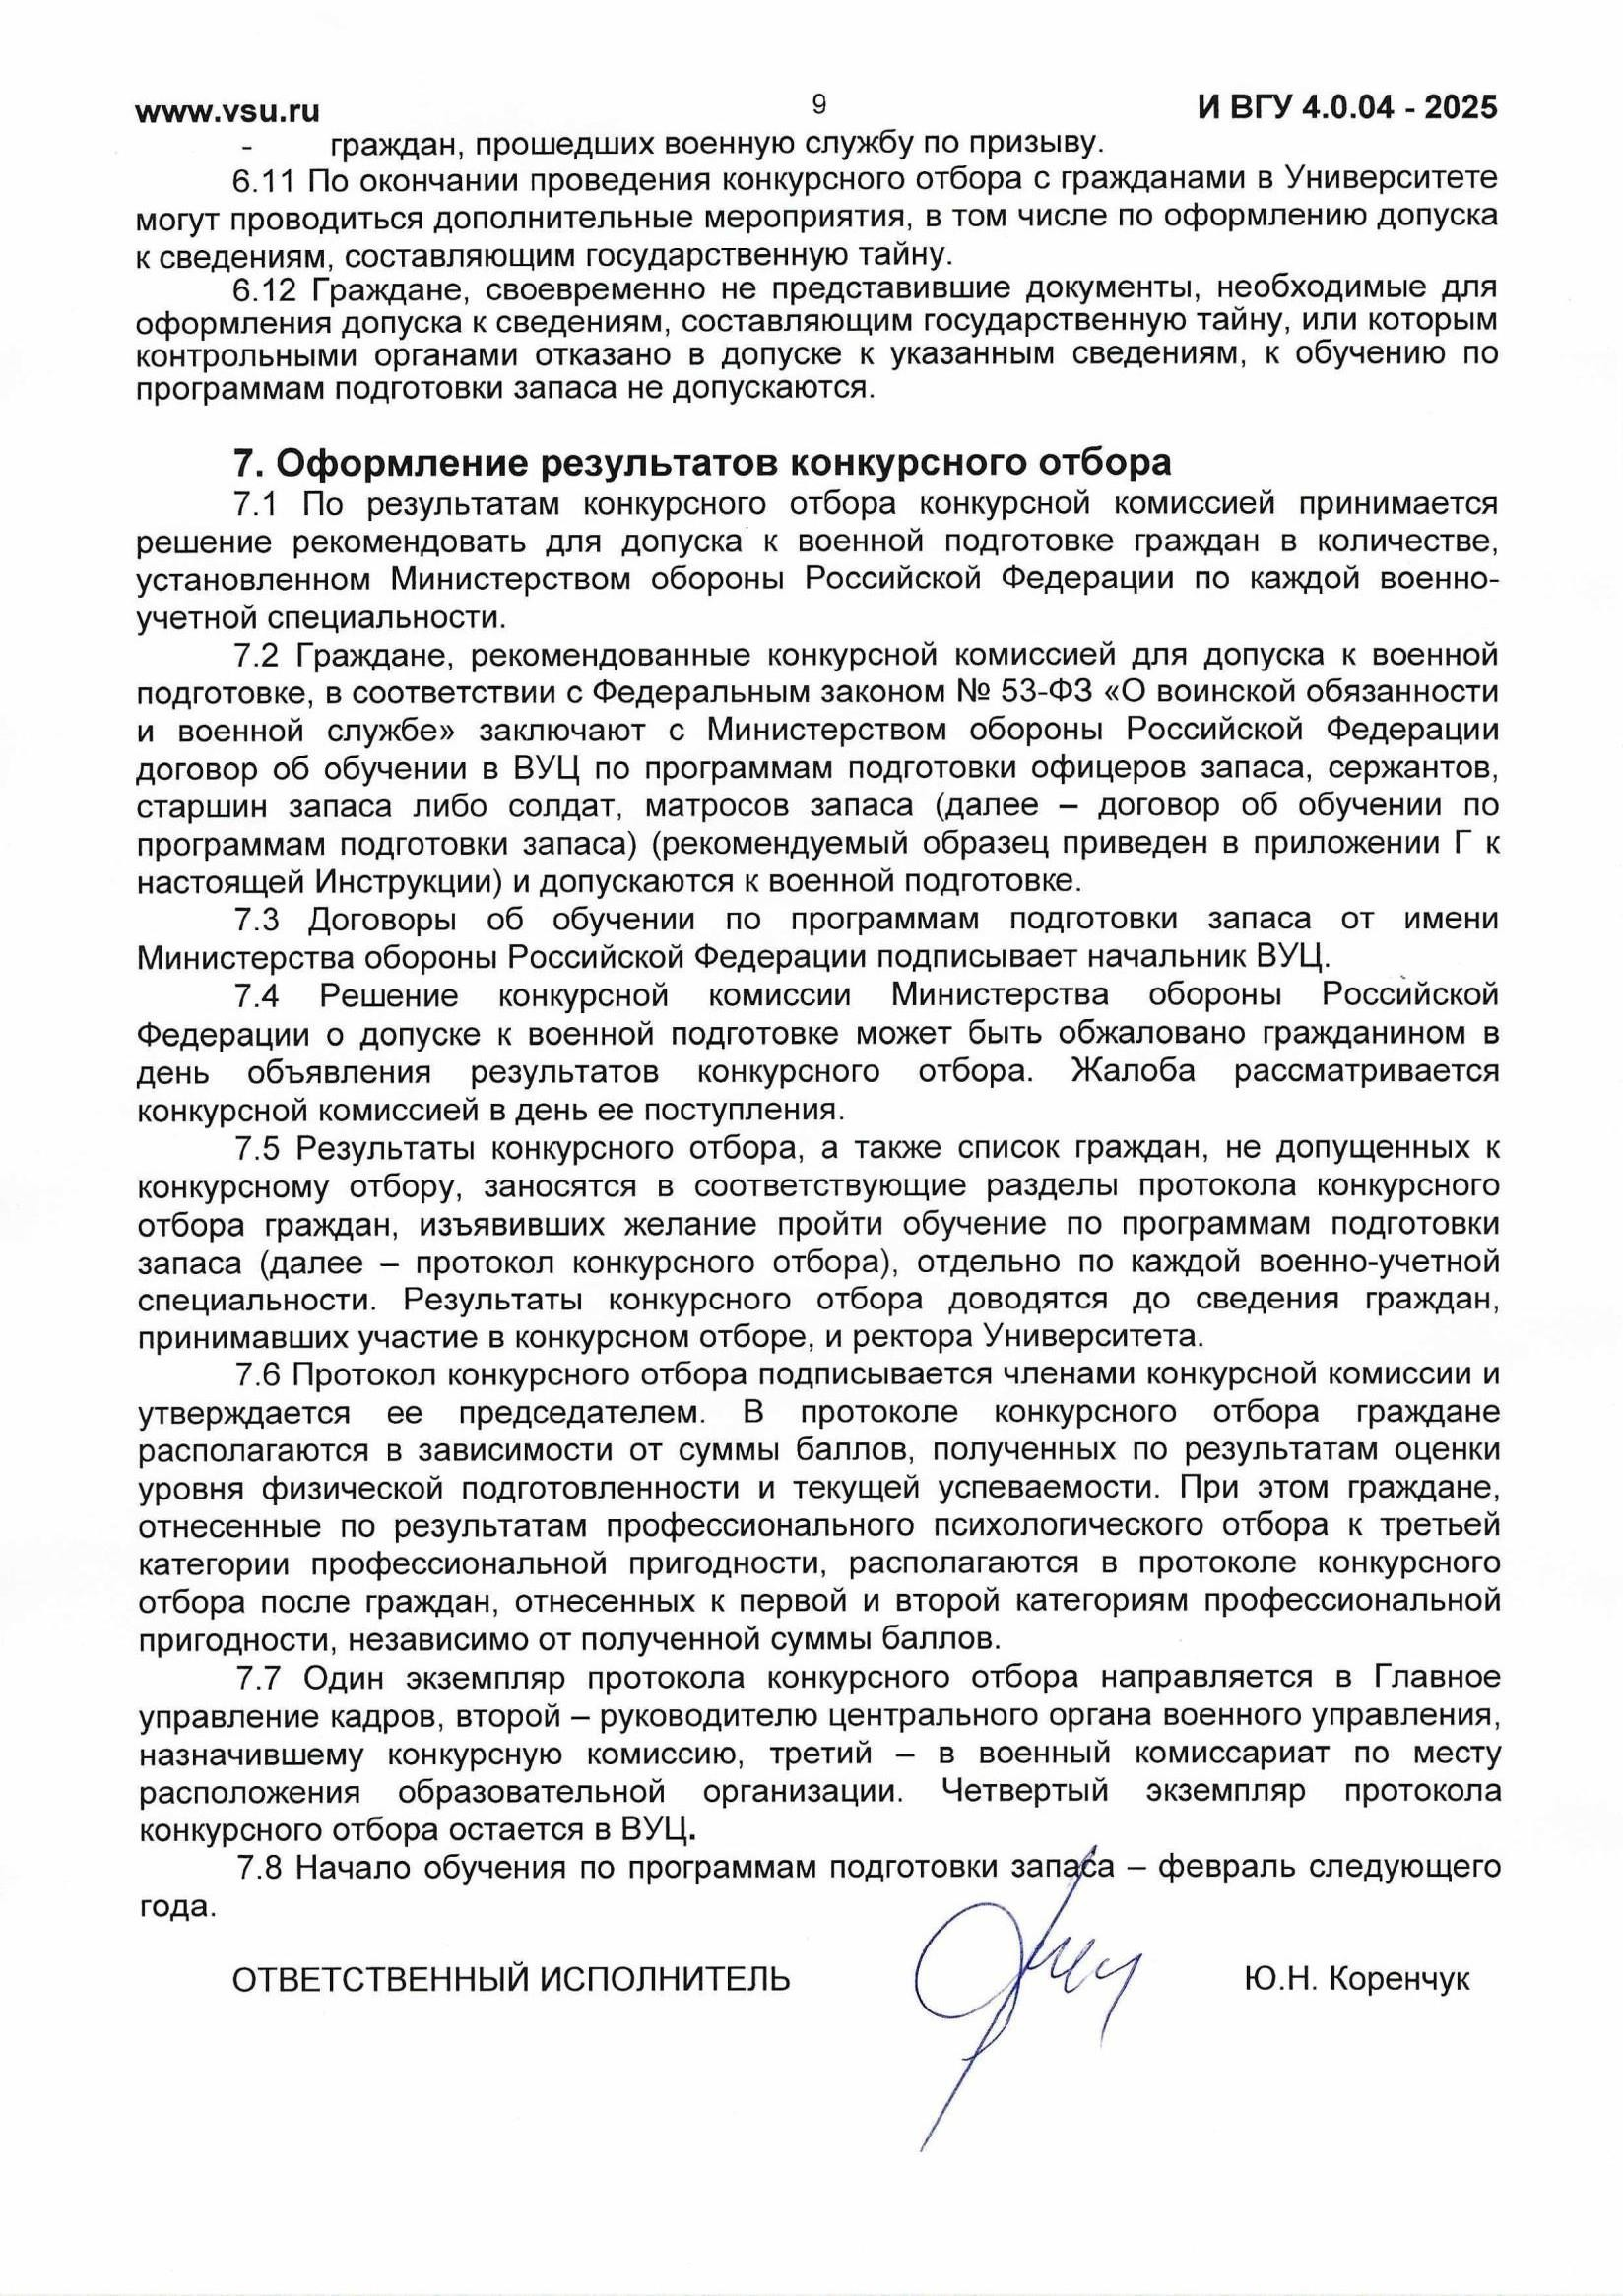 www.vsu.ru 9 И ВГУ 4.0.04 - 2025
- граждан, прошедших военную службу по призыву.
6.11 По окончании проведения конкурсного отбора с гражданами в Университете
могут проводиться дополнительные мероприятия, в том числе по оформлению допуска
к сведениям, составляющим государственную тайну.
6.12 Граждане, своевременно не представившие документы, необходимые для
оформления допуска к сведениям, составляющим государственную тайну, или которым
контрольными органами отказано в допуске к указанным сведениям, к обучению по
программам подготовки запаса не допускаются.
7. Оформление результатов конкурсного отбора
7.1 По результатам конкурсного отбора конкурсной комиссией принимается
решение рекомендовать для допуска к военной подготовке граждан в количестве,
установленном Министерством обороны Российской Федерации по каждой военно-
учетной специальности.
7.2 Граждане, рекомендованные конкурсной комиссией для допуска к военной
подготовке, в соответствии с Федеральным законом № 53-ФЗ «О воинской обязанности
и военной службе» заключают с Министерством обороны Российской Федерации
договор об обучении в ВУЦ по программам подготовки офицеров запаса, сержантов,
старшин запаса либо солдат, матросов запаса (далее – договор об обучении по
программам подготовки запаса) (рекомендуемый образец приведен в приложении Г к
настоящей Инструкции) и допускаются к военной подготовке.
7.3 Договоры об обучении по программам подготовки запаса от имени
Министерства обороны Российской Федерации подписывает начальник ВУЦ.
7.4 Решение конкурсной комиссии Министерства обороны Российской
Федерации о допуске к военной подготовке может быть обжаловано гражданином в
день объявления результатов конкурсного отбора. Жалоба рассматривается
конкурсной комиссией в день ее поступления.
7.5 Результаты конкурсного отбора, а также список граждан, не допущенных к
конкурсному отбору, заносятся в соответствующие разделы протокола конкурсного
отбора граждан, изъявивших желание пройти обучение по программам подготовки
запаса (далее – протокол конкурсного отбора), отдельно по каждой военно-учетной
специальности. Результаты конкурсного отбора доводятся до сведения граждан,
принимавших участие в конкурсном отборе, и ректора Университета.
7.6 Протокол конкурсного отбора подписывается членами конкурсной комиссии и
утверждается ее председателем. В протоколе конкурсного отбора граждане
располагаются в зависимости от суммы баллов, полученных по результатам оценки
уровня физической подготовленности и текущей успеваемости. При этом граждане,
отнесенные по результатам профессионального психологического отбора к третьей
категории профессиональной пригодности, располагаются в протоколе конкурсного
отбора после граждан, отнесенных к первой и второй категориям профессиональной
пригодности, независимо от полученной суммы баллов.
7.7 Один экземпляр протокола конкурсного отбора направляется в Главное
управление кадров, второй – руководителю центрального органа военного управления,
назначившему конкурсную комиссию, третий – в военный комиссариат по месту
расположения образовательной организации. Четвертый экземпляр протокола
конкурсного отбора остается в ВУЦ.
7.8 Начало обучения по программам подготовки запаса – февраль следующего
года.
ОТВЕТСТВЕННЫЙ ИСПОЛНИТЕЛЬ Ю.Н. Коренчук